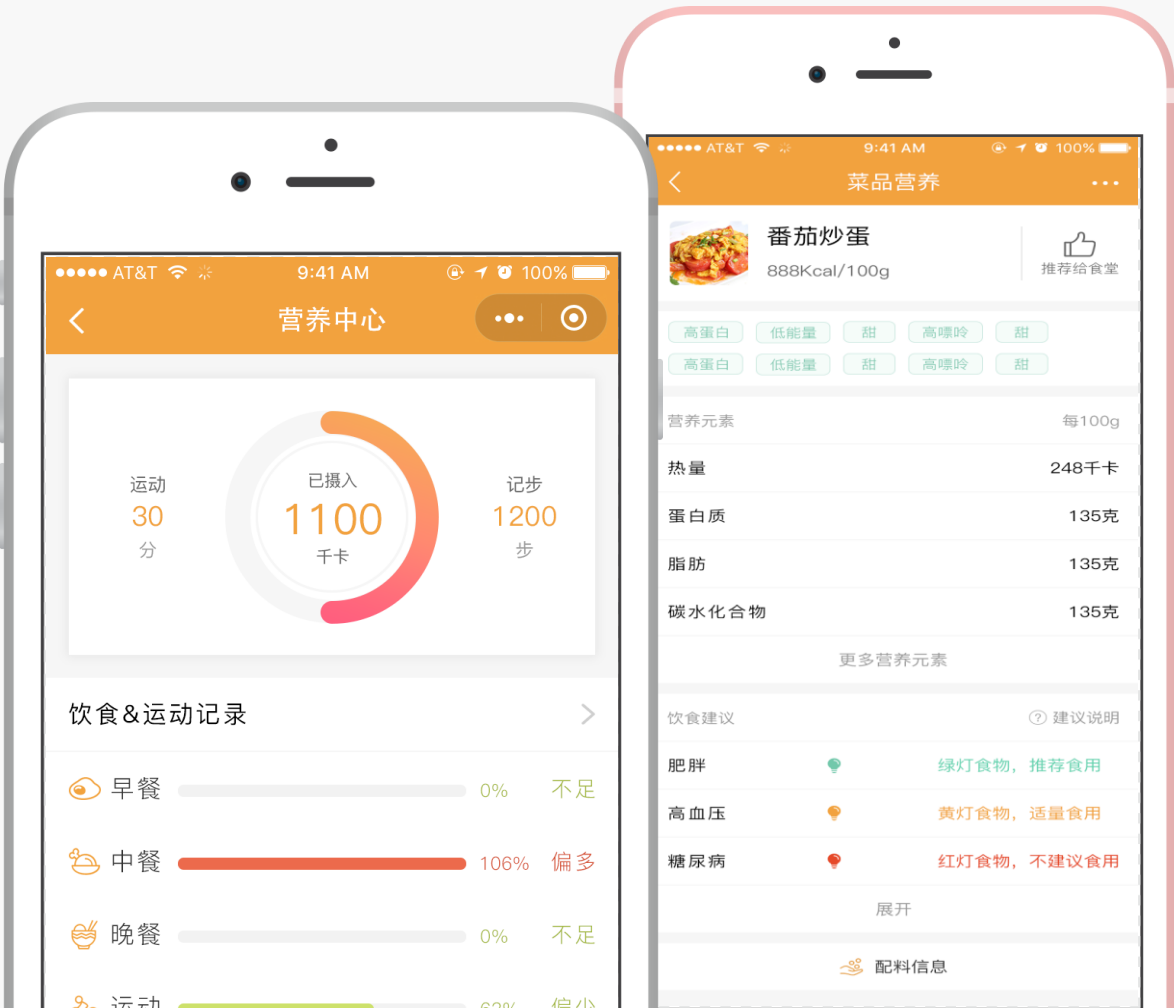 AT&T 9:41 AM 100%
营养中心
运动
30
分
已摄入
1100
千卡
记步
1200
步
饮食&运动记录
早餐 0% 不足
中餐 106% 偏多
晚餐 0% 不足
运动 63% 偏少
AT&T 9:41 AM 100%
菜品营养
番茄炒蛋
888Kcal/100g
推荐给食堂
高蛋白 低能量 甜 高嘌呤 甜
高蛋白 低能量 甜 高嘌呤 甜
营养元素 每100g
热量 248千卡
蛋白质 135克
脂肪 135克
碳水化合物 135克
更多营养元素
饮食建议 ? 建议说明
肥胖 绿灯食物，推荐食用
高血压 黄灯食物，适量食用
糖尿病 红灯食物，不建议食用
展开
配料信息